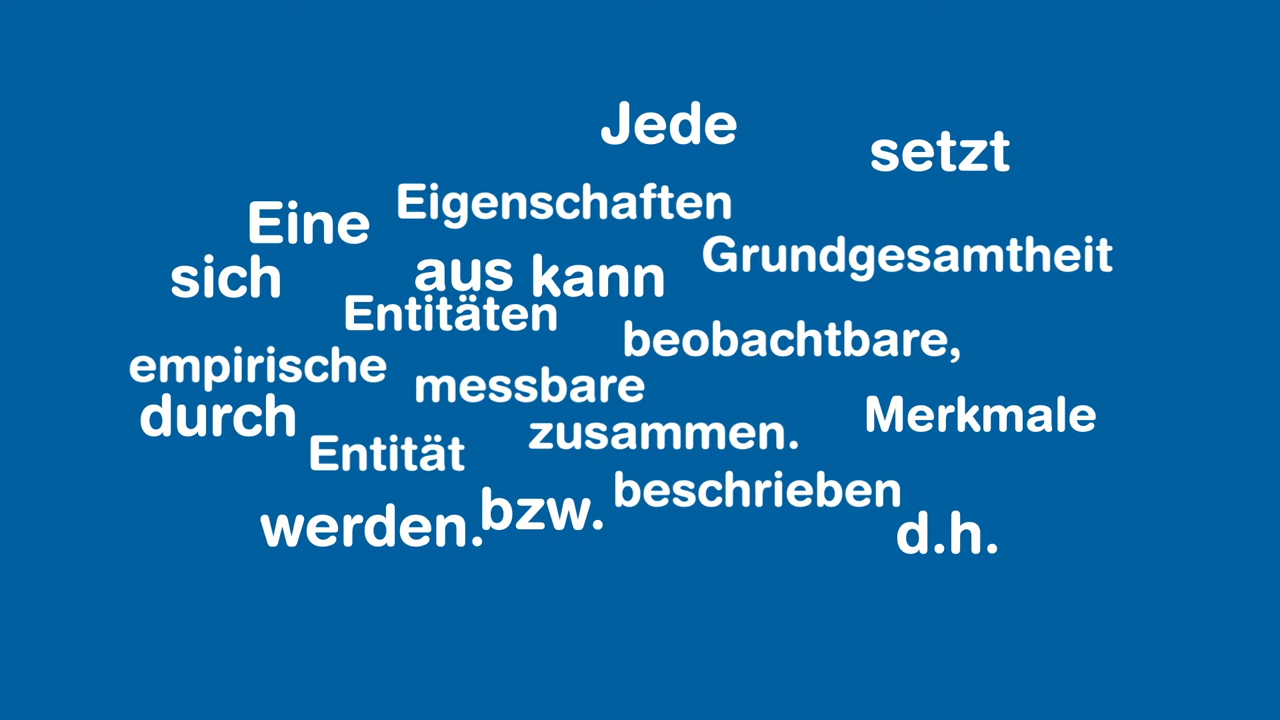 Jede
setzt
Eigenschaften
Eine
Grundgesamtheit
sich
aus kann
Entitäten
beobachtbare,
empirische
messbare
durch
Merkmale
zusammen.
Entität
beschrieben
bzw.
werden.
d.h.